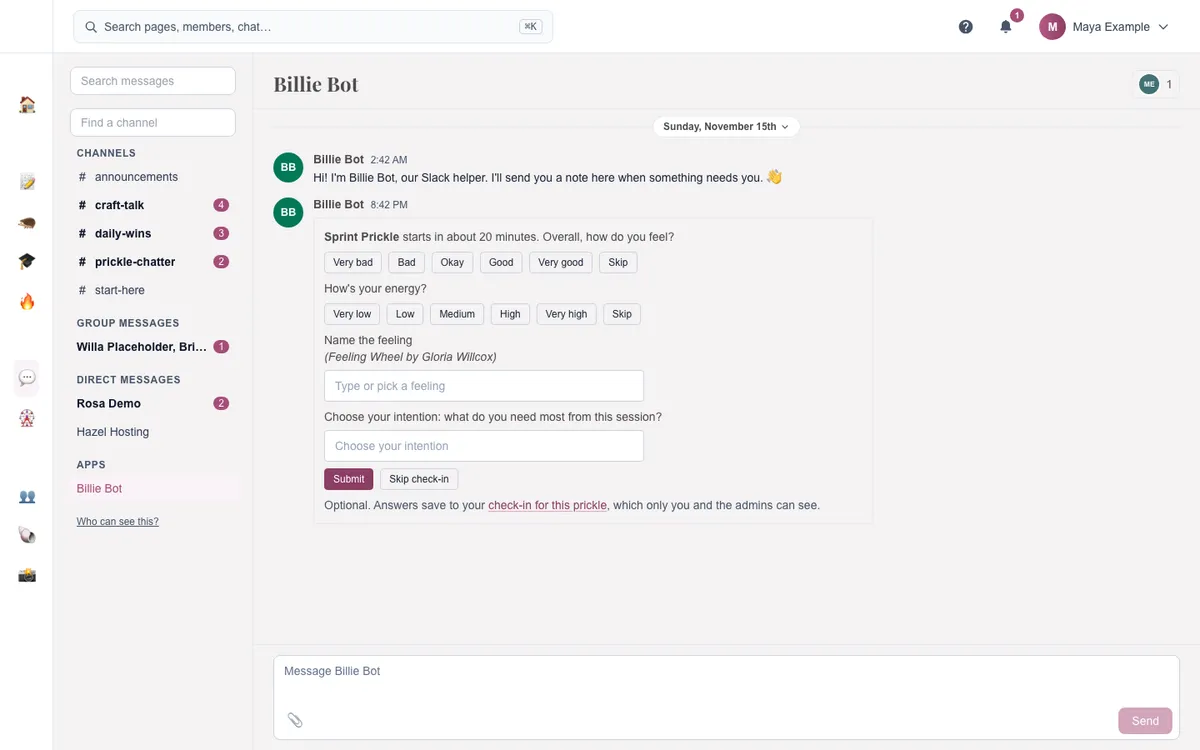 Search pages, members, chat…
⌘K
1
M
Maya Example
Search messages
Find a channel
CHANNELS
# announcements
# craft-talk 4
# daily-wins 3
# prickle-chatter 2
# start-here
GROUP MESSAGES
Willa Placeholder, Bri… 1
DIRECT MESSAGES
Rosa Demo 2
Hazel Hosting
APPS
Billie Bot
Who can see this?
Billie Bot
ME 1
Sunday, November 15th
BB
Billie Bot 2:42 AM
Hi! I'm Billie Bot, our Slack helper. I'll send you a note here when something needs you. 👋
BB
Billie Bot 8:42 PM
Sprint Prickle starts in about 20 minutes. Overall, how do you feel?
Very bad Bad Okay Good Very good Skip
How's your energy?
Very low Low Medium High Very high Skip
Name the feeling
(Feeling Wheel by Gloria Willcox)
Type or pick a feeling
Choose your intention: what do you need most from this session?
Choose your intention
Submit Skip check-in
Optional. Answers save to your check-in for this prickle, which only you and the admins can see.
Message Billie Bot
Send